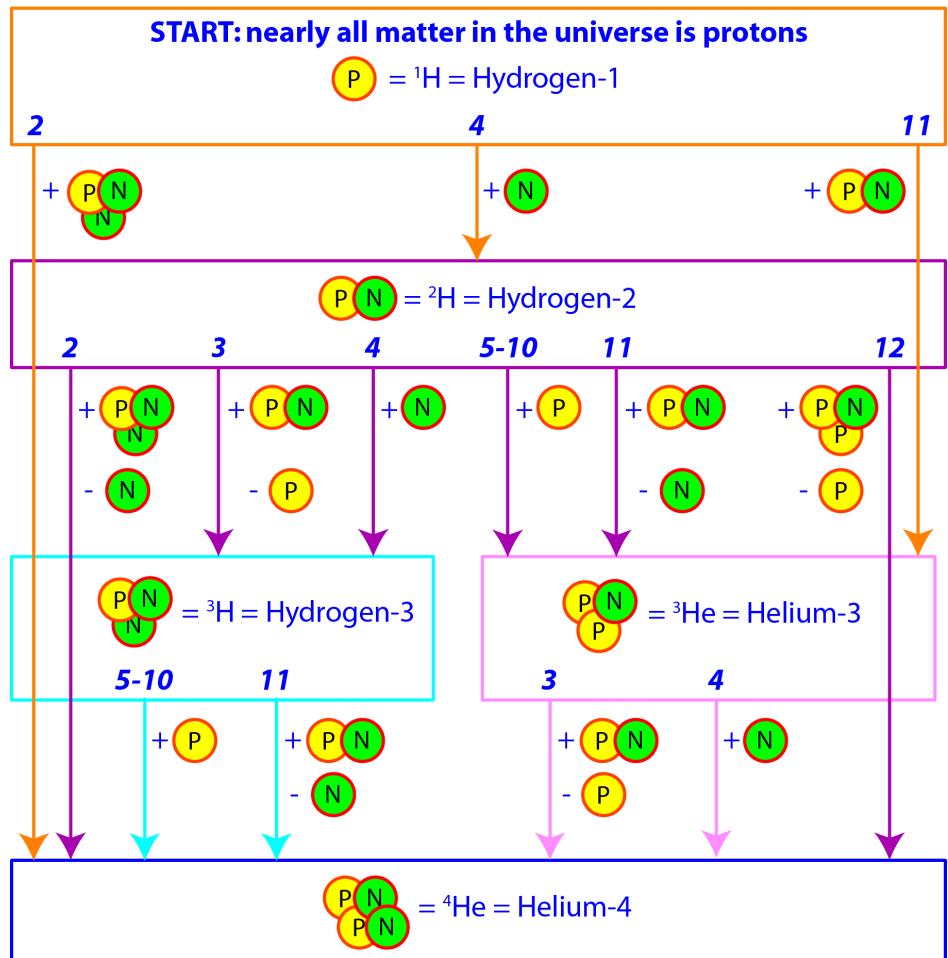 START: nearly all matter in the universe is protons
P = ¹H = Hydrogen-1
2 4 11
+ P N N + N + P N
P N = ²H = Hydrogen-2
2 3 4 5-10 11 12
+ P N N + P N + N + P + P N + P N P
- N - P - N - P
P N N = ³H = Hydrogen-3 P N P = ³He = Helium-3
5-10 11 3 4
+ P + P N + P N + N
- N - P
P N P N = ⁴He = Helium-4